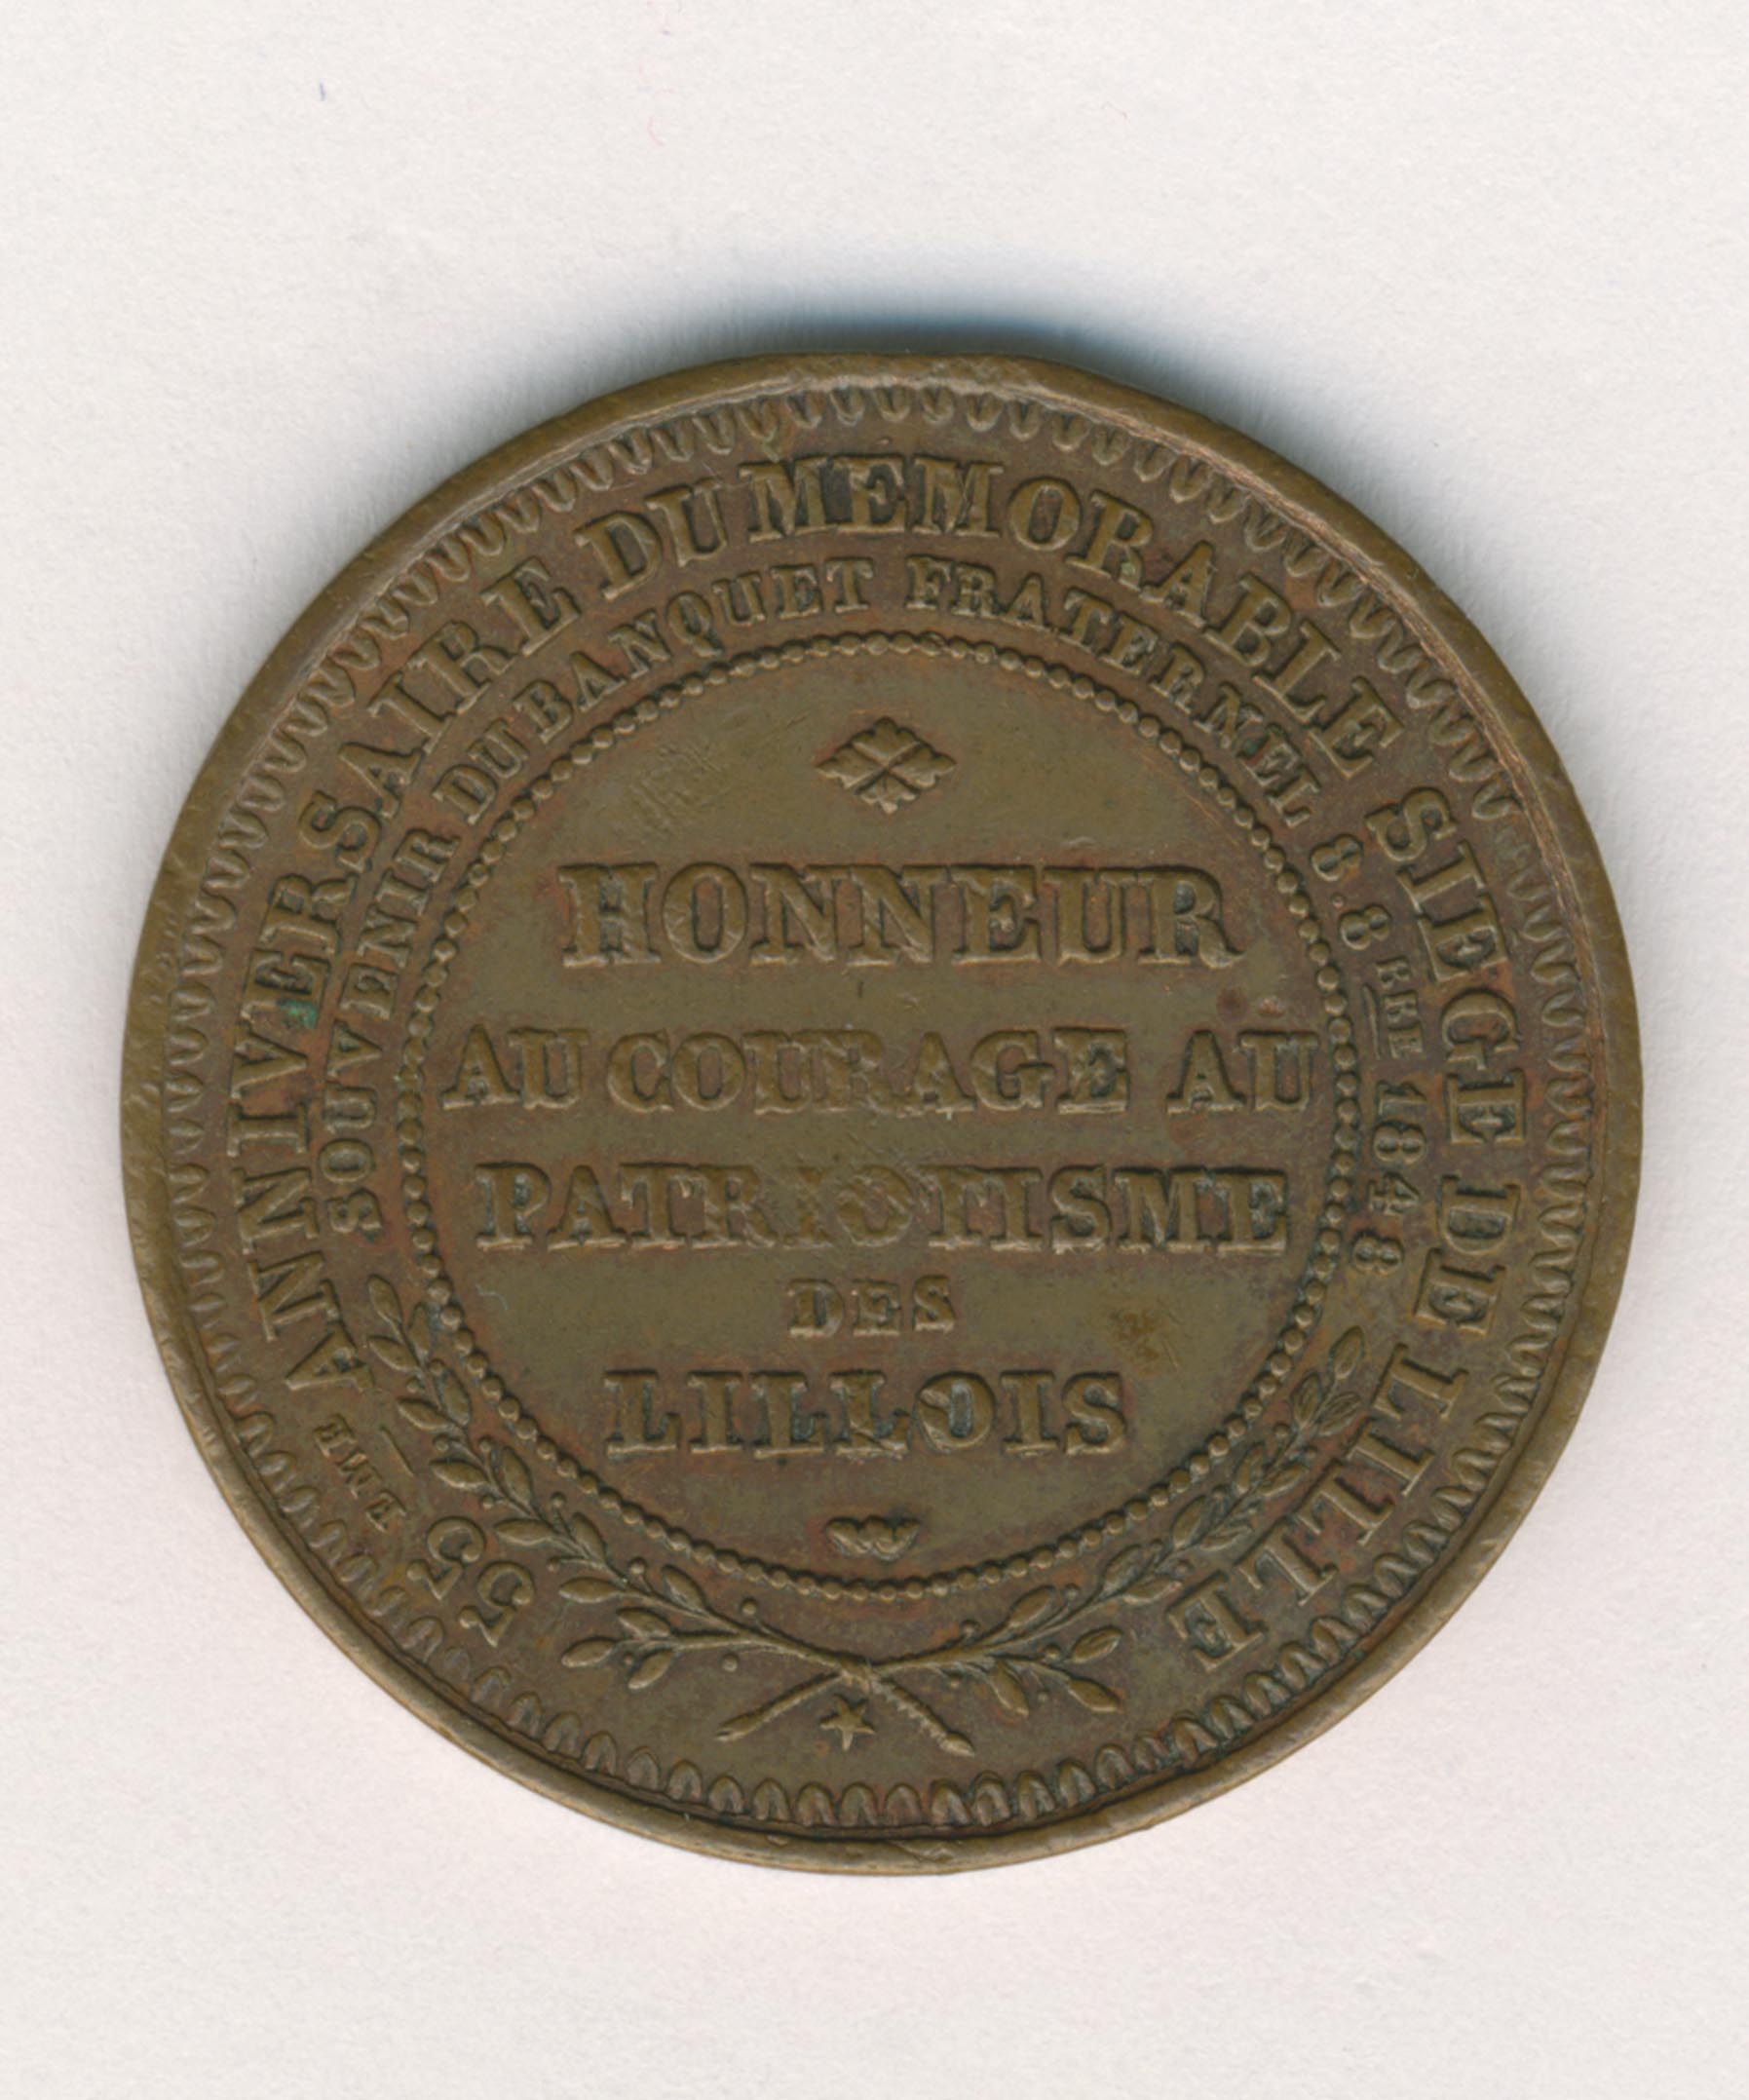 55EME ANNIVERSAIRE DU MEMORABLE SIEGE DE LILLE
SOUVENIR DU BANQUET FRATERNEL 8.8BRE 1848
HONNEUR
AU COURAGE AU
PATRIOTISME
DES
LILLOIS